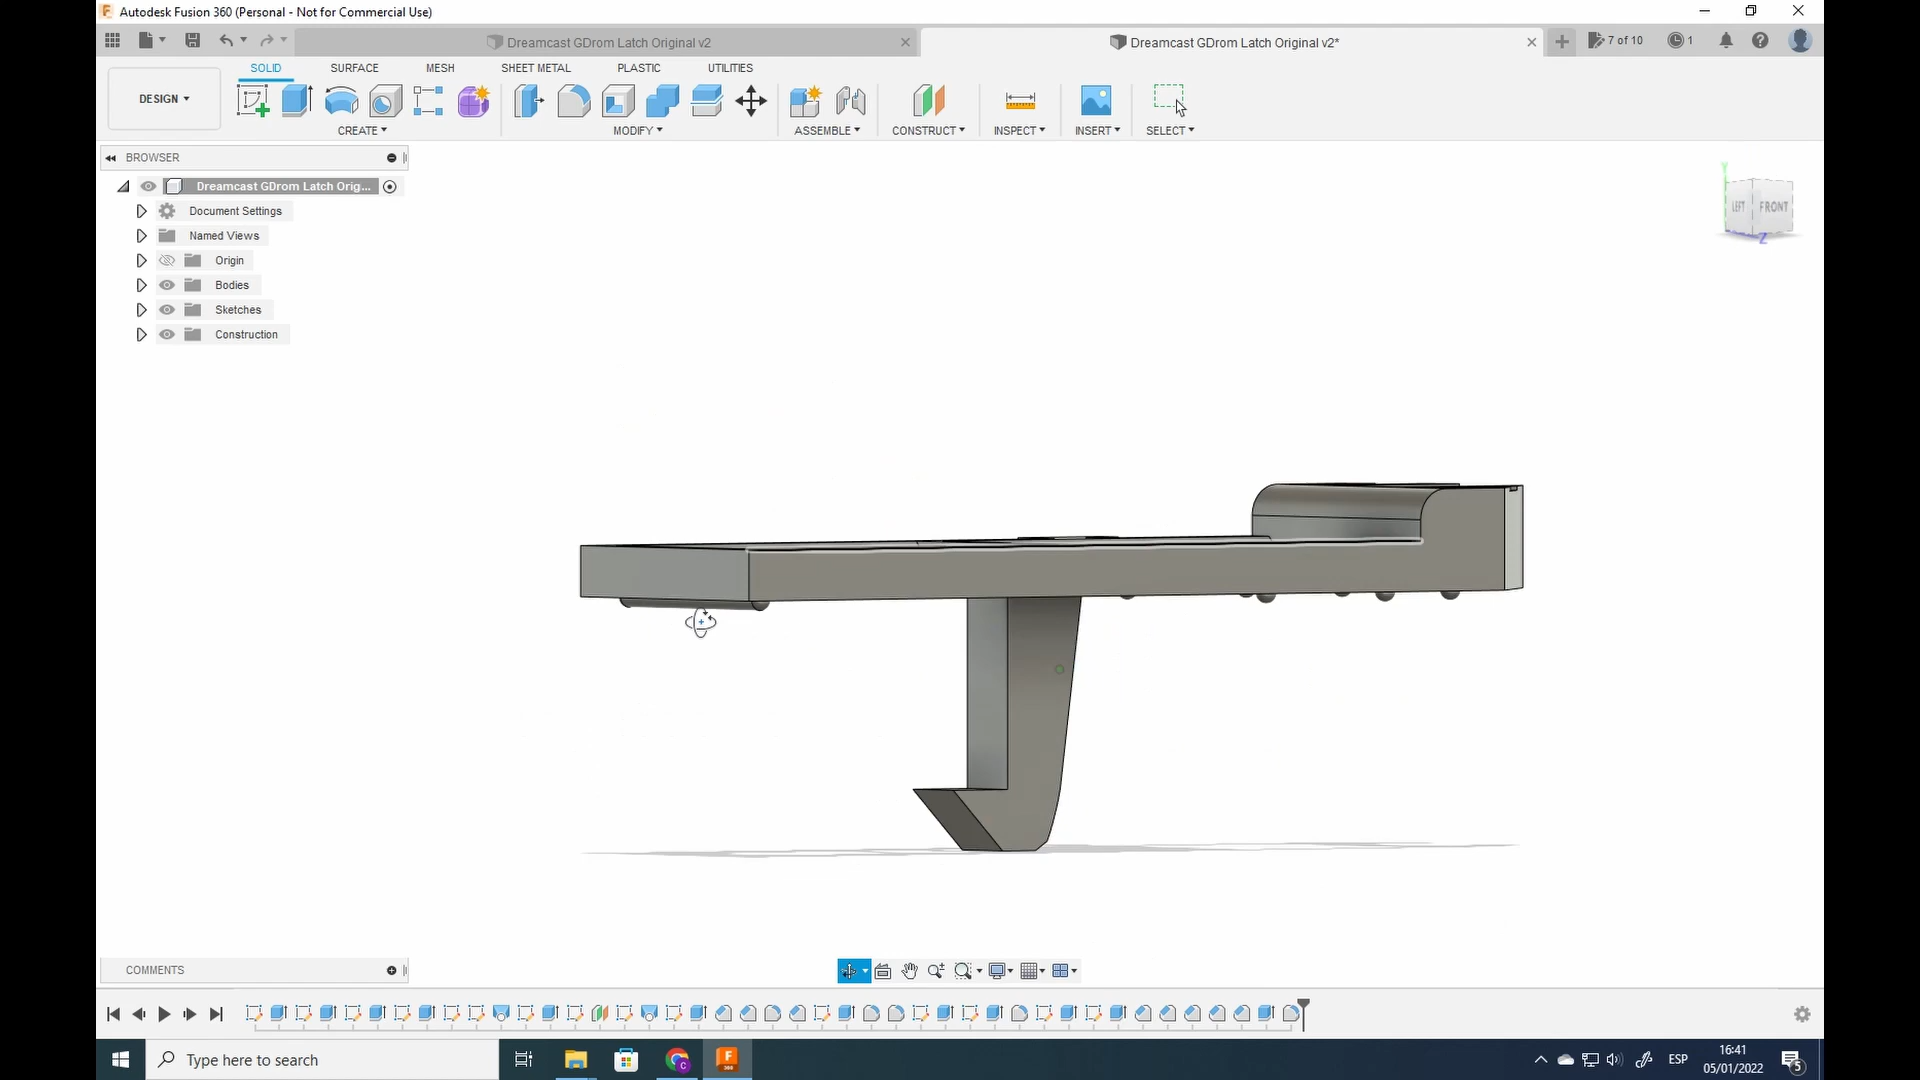 Autodesk Fusion 360 (Personal - Not for Commercial Use)
Dreamcast GDrom Latch Original v2
Dreamcast GDrom Latch Original v2*
7 of 10
1
SOLID
SURFACE
MESH
SHEET METAL
PLASTIC
UTILITIES
DESIGN
CREATE
MODIFY
ASSEMBLE
CONSTRUCT
INSPECT
INSERT
SELECT
BROWSER
Dreamcast GDrom Latch Orig...
Document Settings
Named Views
Origin
Bodies
Sketches
Construction
Y
LEFT
FRONT
Z
COMMENTS
Type here to search
F
360
ESP
16:41
05/01/2022
5